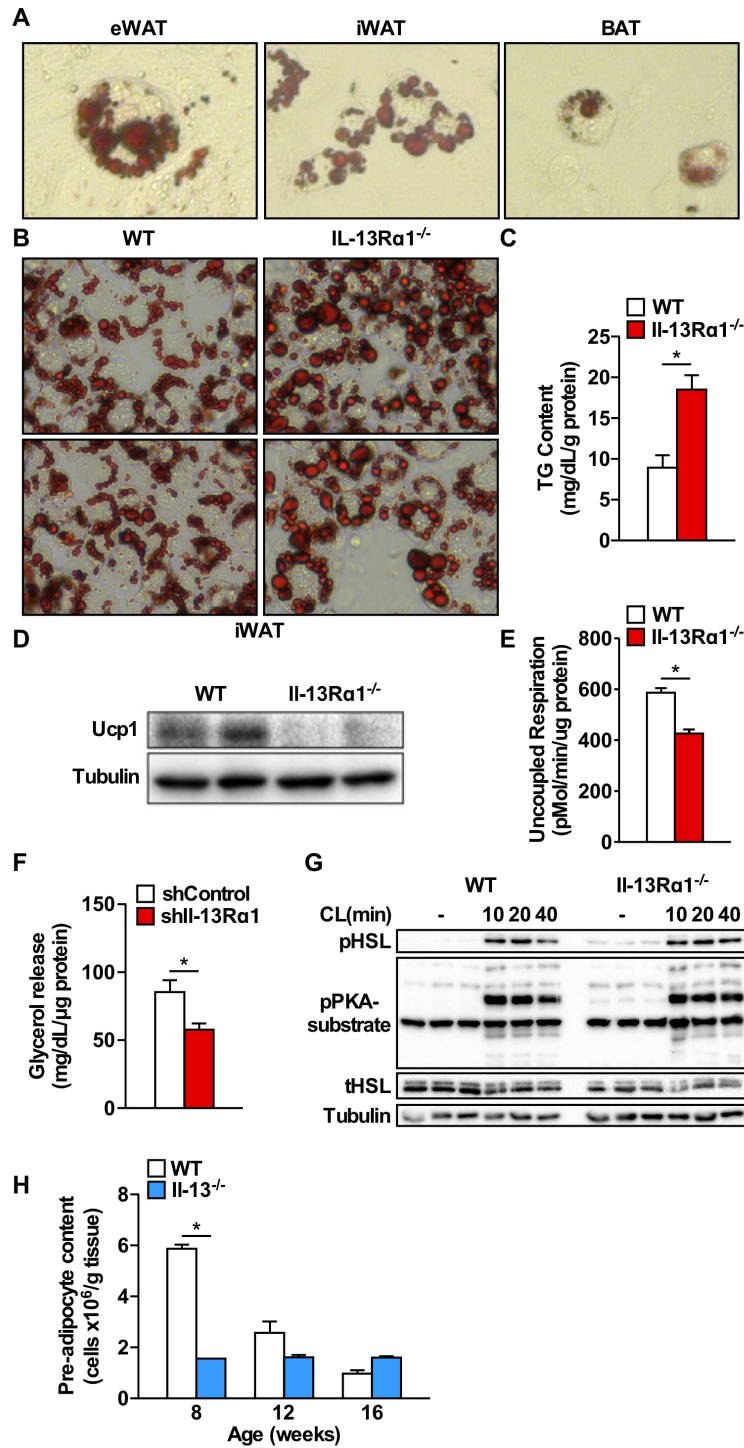 A
eWAT iWAT BAT
B WT IL-13Rα1-/- C
WT
Il-13Rα1-/-
25
20
15
10
5
0
*
TG Content
(mg/dL/g protein)
iWAT
D
WT Il-13Rα1-/-
Ucp1
Tubulin
E
WT
Il-13Rα1-/-
800
600
400
200
0
*
Uncoupled Respiration
(pMol/min/ug protein)
F
shControl
shIl-13Rα1
150
100
50
0
*
Glycerol release
(mg/dL/μg protein)
G
WT Il-13Rα1-/-
CL(min) - 10 20 40 - 10 20 40
pHSL
pPKA-
substrate
tHSL
Tubulin
H
WT
Il-13-/-
8
6
4
2
0
*
Pre-adipocyte content
(cells x10^6/g tissue)
8 12 16
Age (weeks)